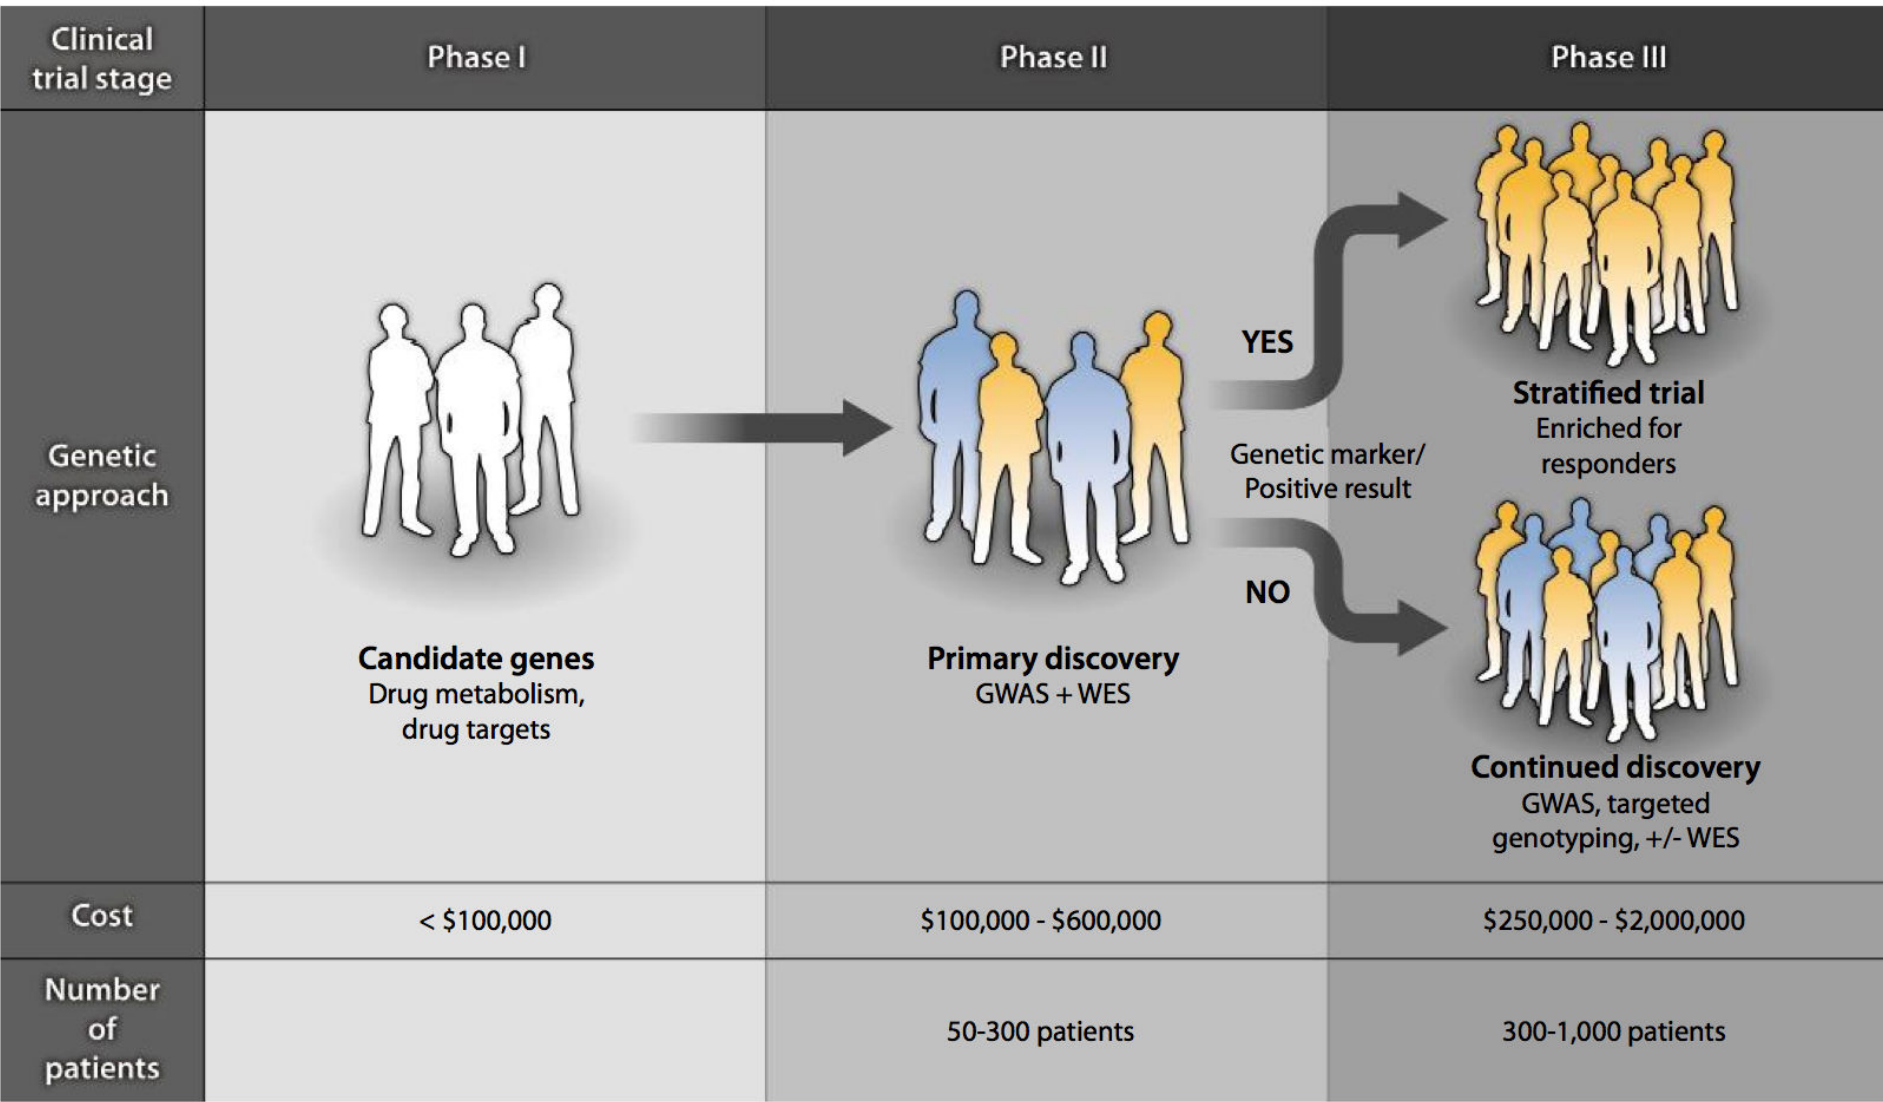 Clinical
trial stage
Phase I
Phase II
Phase III
Genetic
approach
Candidate genes
Drug metabolism,
drug targets
Primary discovery
GWAS + WES
YES
Genetic marker/
Positive result
NO
Stratified trial
Enriched for
responders
Continued discovery
GWAS, targeted
genotyping, +/- WES
Cost
< $100,000
$100,000 - $600,000
$250,000 - $2,000,000
Number
of
patients
50-300 patients
300-1,000 patients